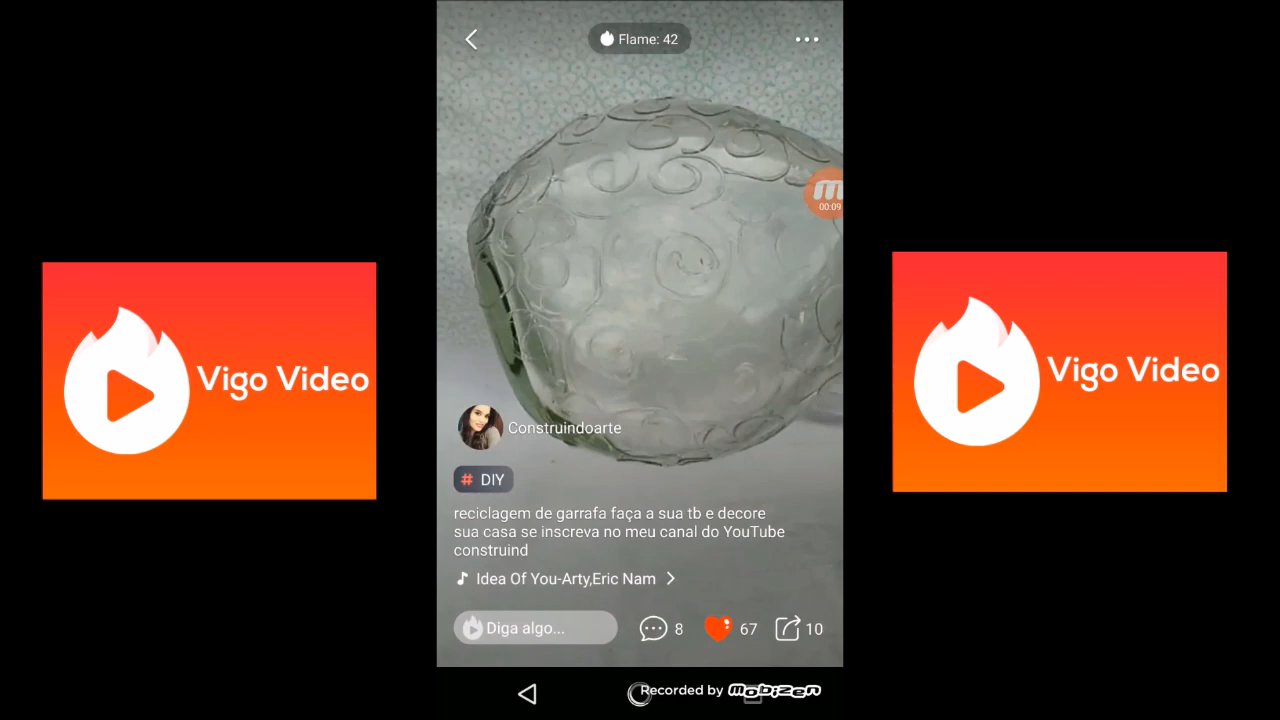 Flame: 42
00:09
Vigo Video
Vigo Video
Construindoarte
# DIY
reciclagem de garrafa faça a sua tb e decore
sua casa se inscreva no meu canal do YouTube
construind
Idea Of You-Arty,Eric Nam
Diga algo...
8
67
10
Recorded by Mobizen